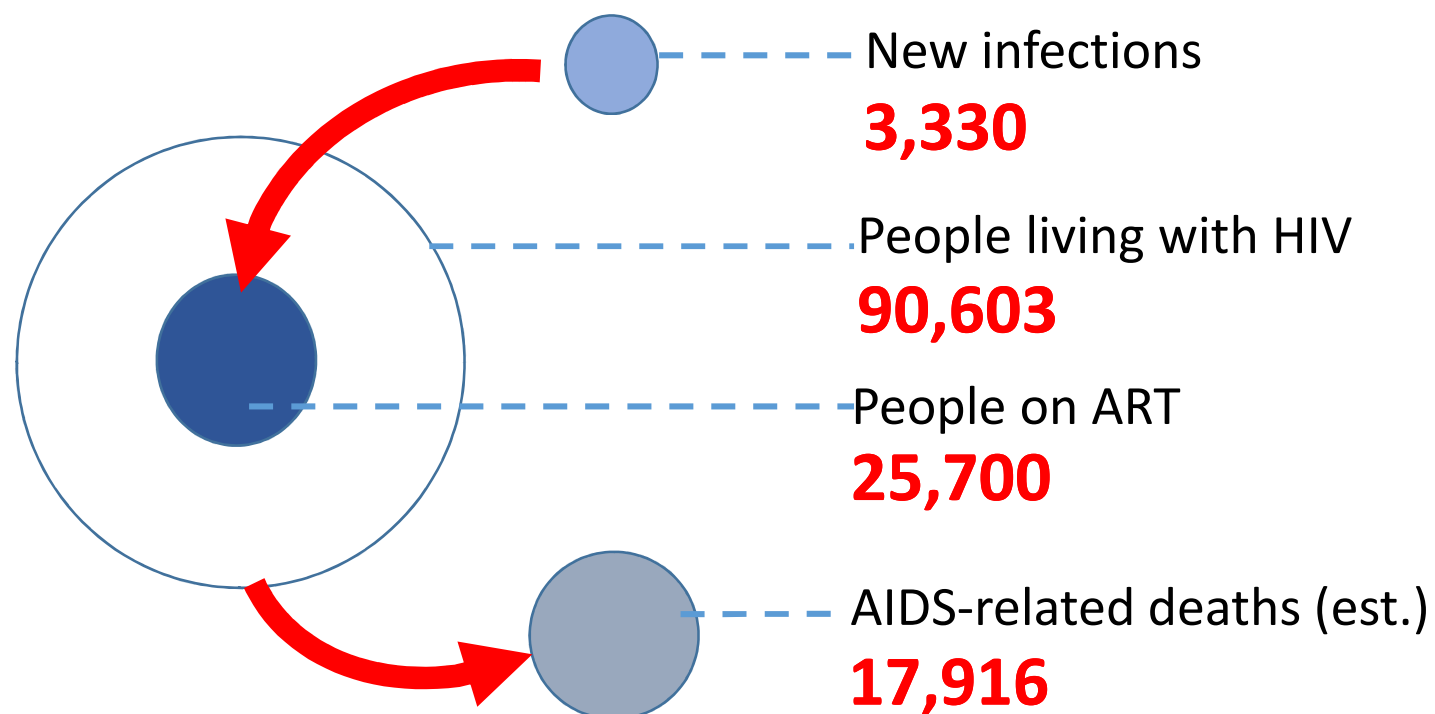 New infections
3,330
People living with HIV
90,603
People on ART
25,700
AIDS-related deaths (est.)
17,916